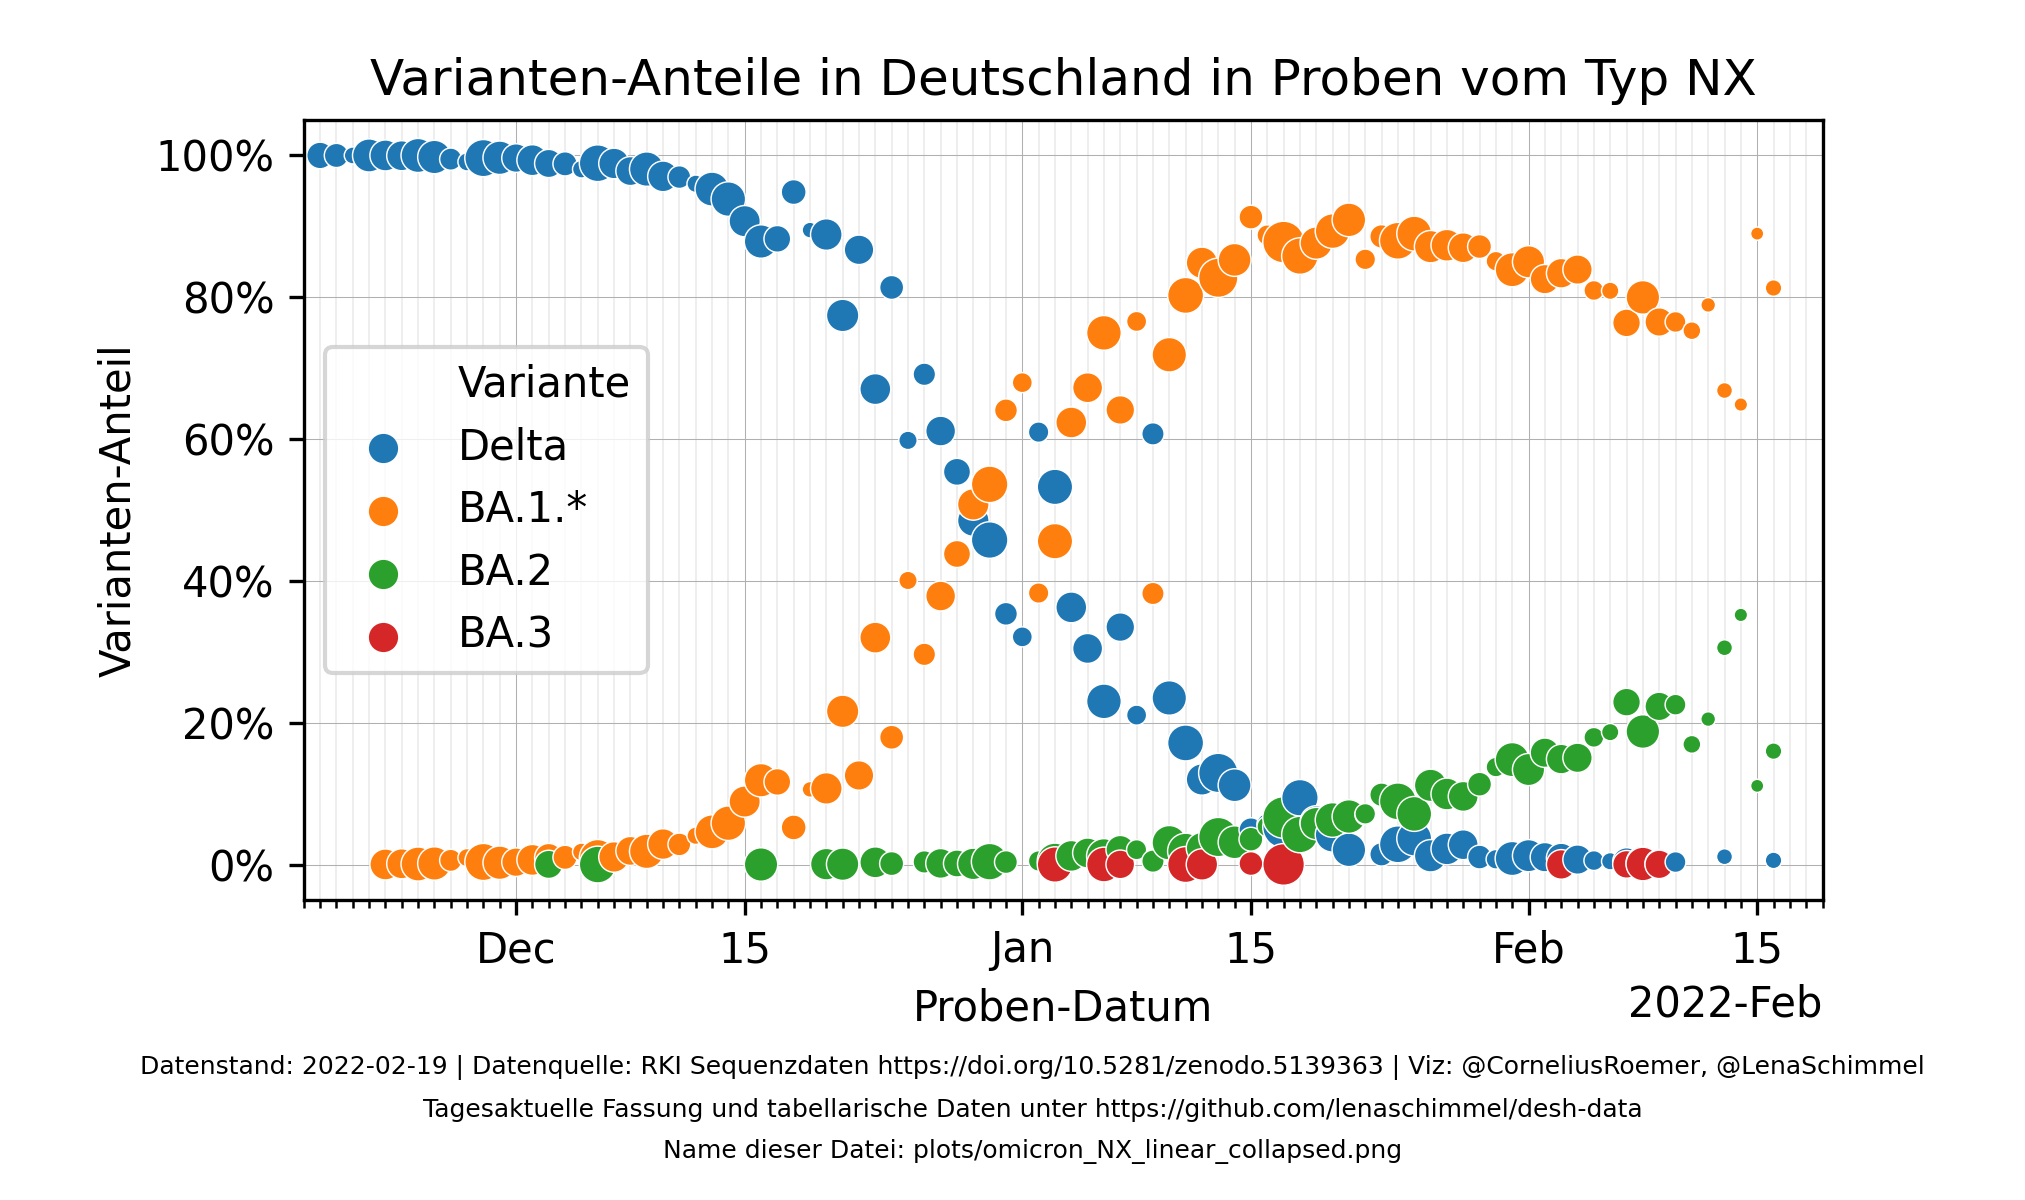 Varianten-Anteile in Deutschland in Proben vom Typ NX
100%
80%
60%
40%
20%
0%
Varianten-Anteil
Variante
Delta
BA.1.*
BA.2
BA.3
Dec
15
Jan
15
Feb
15
Proben-Datum
2022-Feb
Datenstand: 2022-02-19 | Datenquelle: RKI Sequenzdaten https://doi.org/10.5281/zenodo.5139363 | Viz: @CorneliusRoemer, @LenaSchimmel
Tagesaktuelle Fassung und tabellarische Daten unter https://github.com/lenaschimmel/desh-data
Name dieser Datei: plots/omicron_NX_linear_collapsed.png